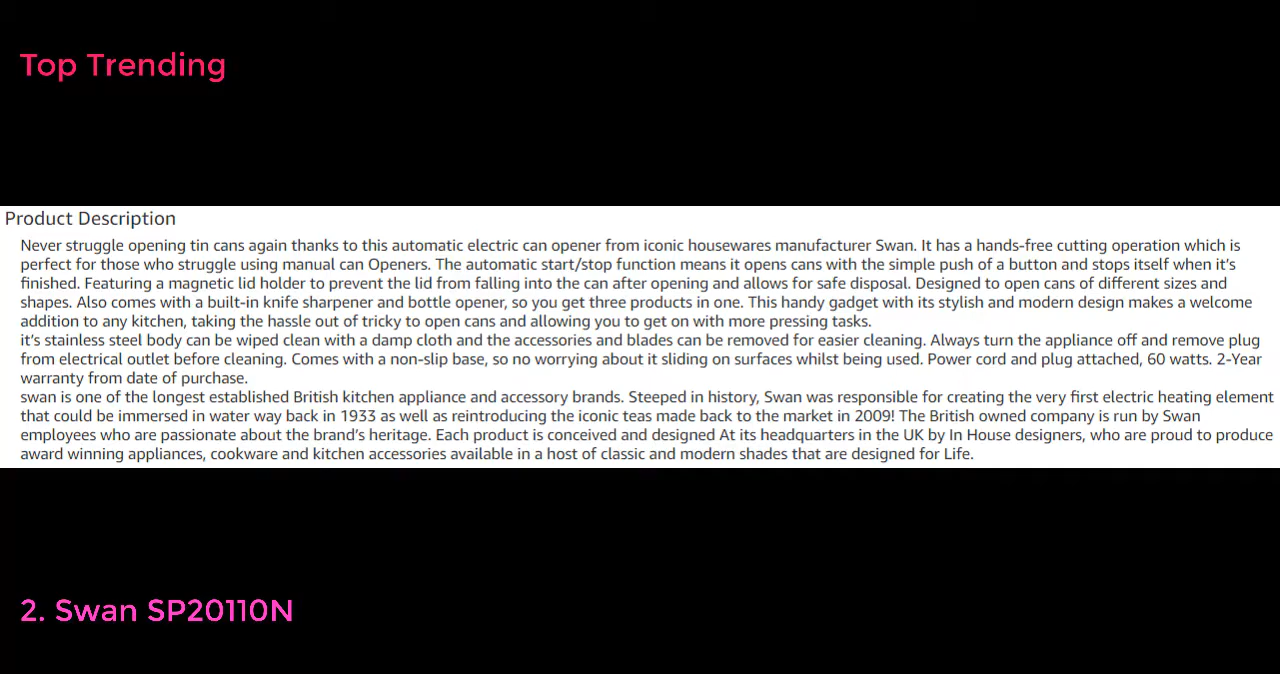 Top Trending
Product Description
Never struggle opening tin cans again thanks to this automatic electric can opener from iconic housewares manufacturer Swan. It has a hands-free cutting operation which is
perfect for those who struggle using manual can Openers. The automatic start/stop function means it opens cans with the simple push of a button and stops itself when it's
finished. Featuring a magnetic lid holder to prevent the lid from falling into the can after opening and allows for safe disposal. Designed to open cans of different sizes and
shapes. Also comes with a built-in knife sharpener and bottle opener, so you get three products in one. This handy gadget with its stylish and modern design makes a welcome
addition to any kitchen, taking the hassle out of tricky to open cans and allowing you to get on with more pressing tasks.
it's stainless steel body can be wiped clean with a damp cloth and the accessories and blades can be removed for easier cleaning. Always turn the appliance off and remove plug
from electrical outlet before cleaning. Comes with a non-slip base, so no worrying about it sliding on surfaces whilst being used. Power cord and plug attached, 60 watts. 2-Year
warranty from date of purchase.
swan is one of the longest established British kitchen appliance and accessory brands. Steeped in history, Swan was responsible for creating the very first electric heating element
that could be immersed in water way back in 1933 as well as reintroducing the iconic teas made back to the market in 2009! The British owned company is run by Swan
employees who are passionate about the brand's heritage. Each product is conceived and designed At its headquarters in the UK by In House designers, who are proud to produce
award winning appliances, cookware and kitchen accessories available in a host of classic and modern shades that are designed for Life.
2. Swan SP20110N